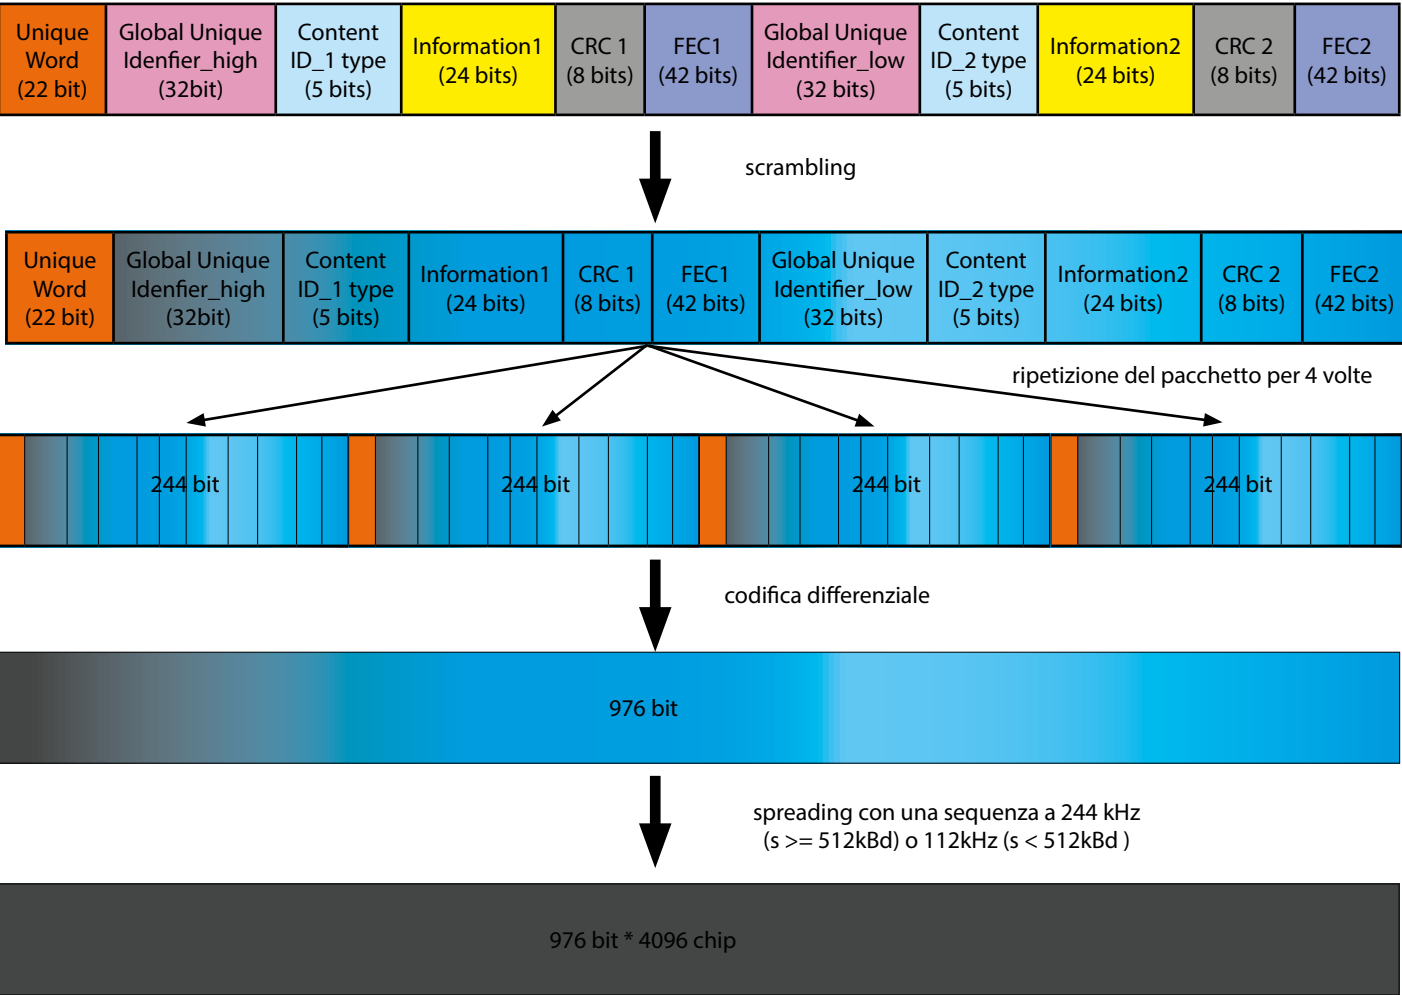 Unique
Word
(22 bit)
Global Unique
Idenfier_high
(32bit)
Content
ID_1 type
(5 bits)
Information1
(24 bits)
CRC 1
(8 bits)
FEC1
(42 bits)
Global Unique
Identifier_low
(32 bits)
Content
ID_2 type
(5 bits)
Information2
(24 bits)
CRC 2
(8 bits)
FEC2
(42 bits)
scrambling
Unique
Word
(22 bit)
Global Unique
Idenfier_high
(32bit)
Content
ID_1 type
(5 bits)
Information1
(24 bits)
CRC 1
(8 bits)
FEC1
(42 bits)
Global Unique
Identifier_low
(32 bits)
Content
ID_2 type
(5 bits)
Information2
(24 bits)
CRC 2
(8 bits)
FEC2
(42 bits)
ripetizione del pacchetto per 4 volte
244 bit
244 bit
244 bit
244 bit
codifica differenziale
976 bit
spreading con una sequenza a 244 kHz
(s >= 512kBd) o 112kHz (s < 512kBd )
976 bit * 4096 chip